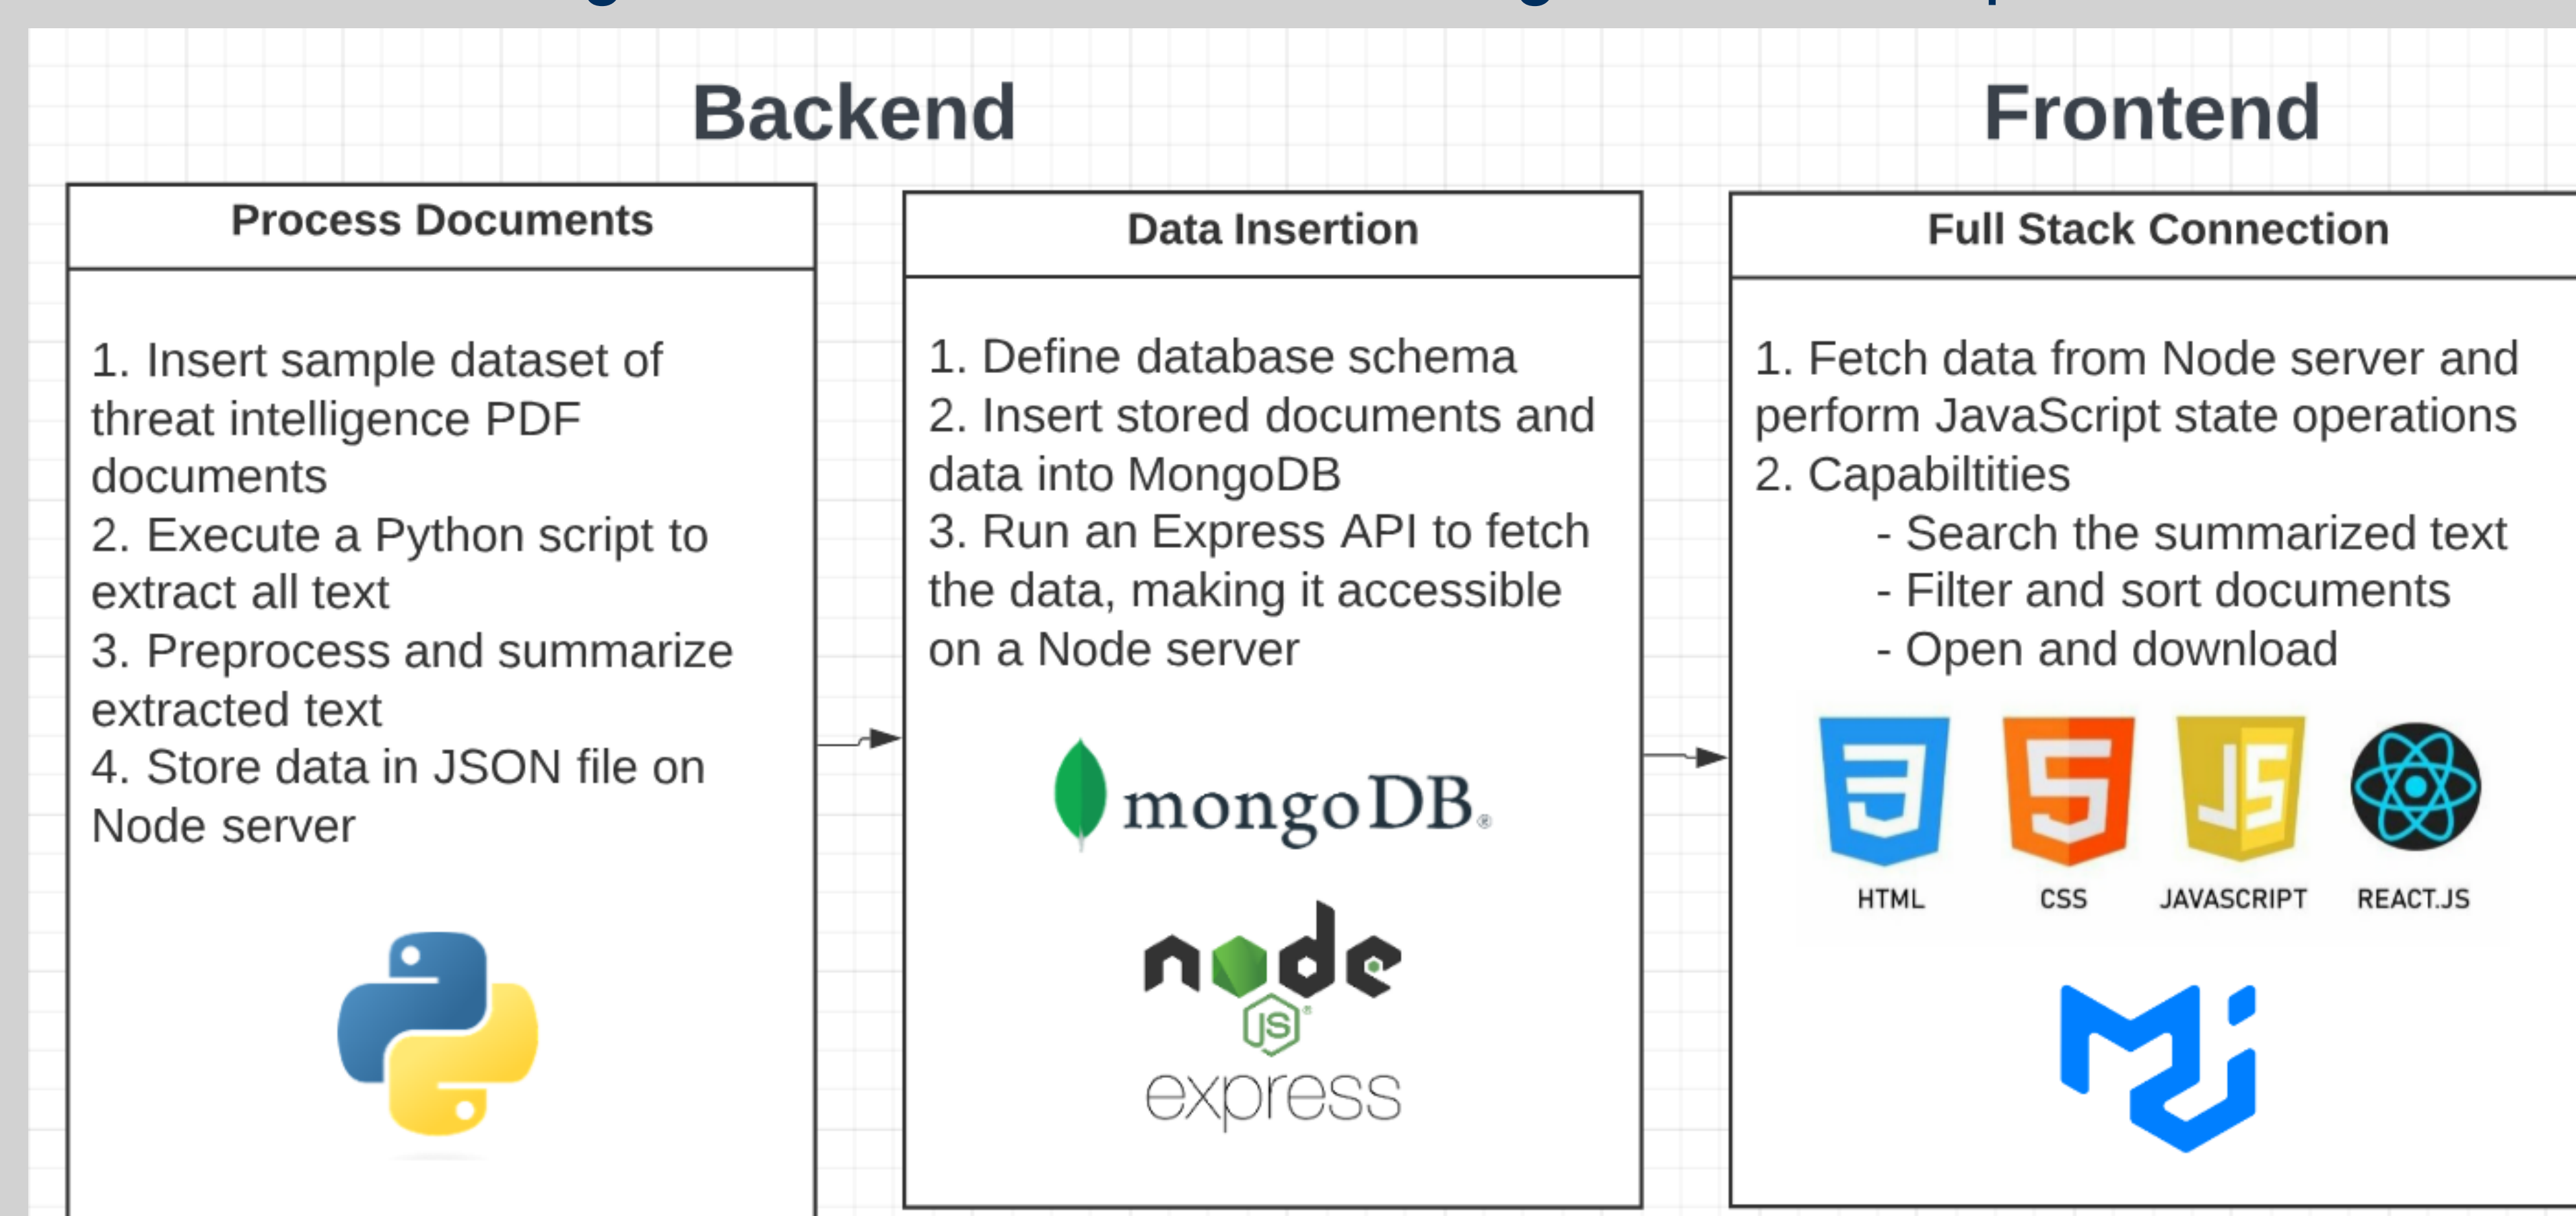 Backend
Frontend
Process Documents
1. Insert sample dataset of
threat intelligence PDF
documents
2. Execute a Python script to
extract all text
3. Preprocess and summarize
extracted text
4. Store data in JSON file on
Node server
Data Insertion
1. Define database schema
2. Insert stored documents and
data into MongoDB
3. Run an Express API to fetch
the data, making it accessible
on a Node server
mongoDB®
node
JS®
express
Full Stack Connection
1. Fetch data from Node server and
perform JavaScript state operations
2. Capabiltities
- Search the summarized text
- Filter and sort documents
- Open and download
3 5 JS
HTML CSS JAVASCRIPT REACT.JS